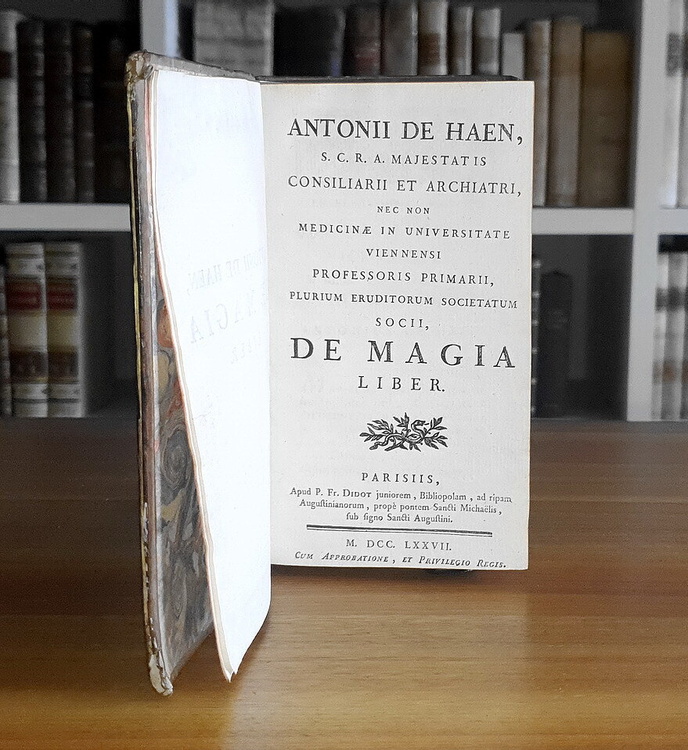 ANTONII DE HAEN,
S. C. R. A. MAJESTATIS
CONSILIARII ET ARCHIATRI,
NEC NON
MEDICINÆ IN UNIVERSITATE
VIENNENSI
PROFESSORIS PRIMARII,
PLURIUM ERUDITORUM SOCIETATUM
SOCII,
DE MAGIA
LIBER.
PARISIIS,
Apud P. Fr. DIDOT juniorem, Bibliopolam, ad ripam
Auguſtinianorum, propè pontem Sancti Michaëlis,
ſub ſigno Sancti Auguſtini.
M. DCC. LXXVII.
CUM APPROBATIONE, ET PRIVILEGIO REGIS.